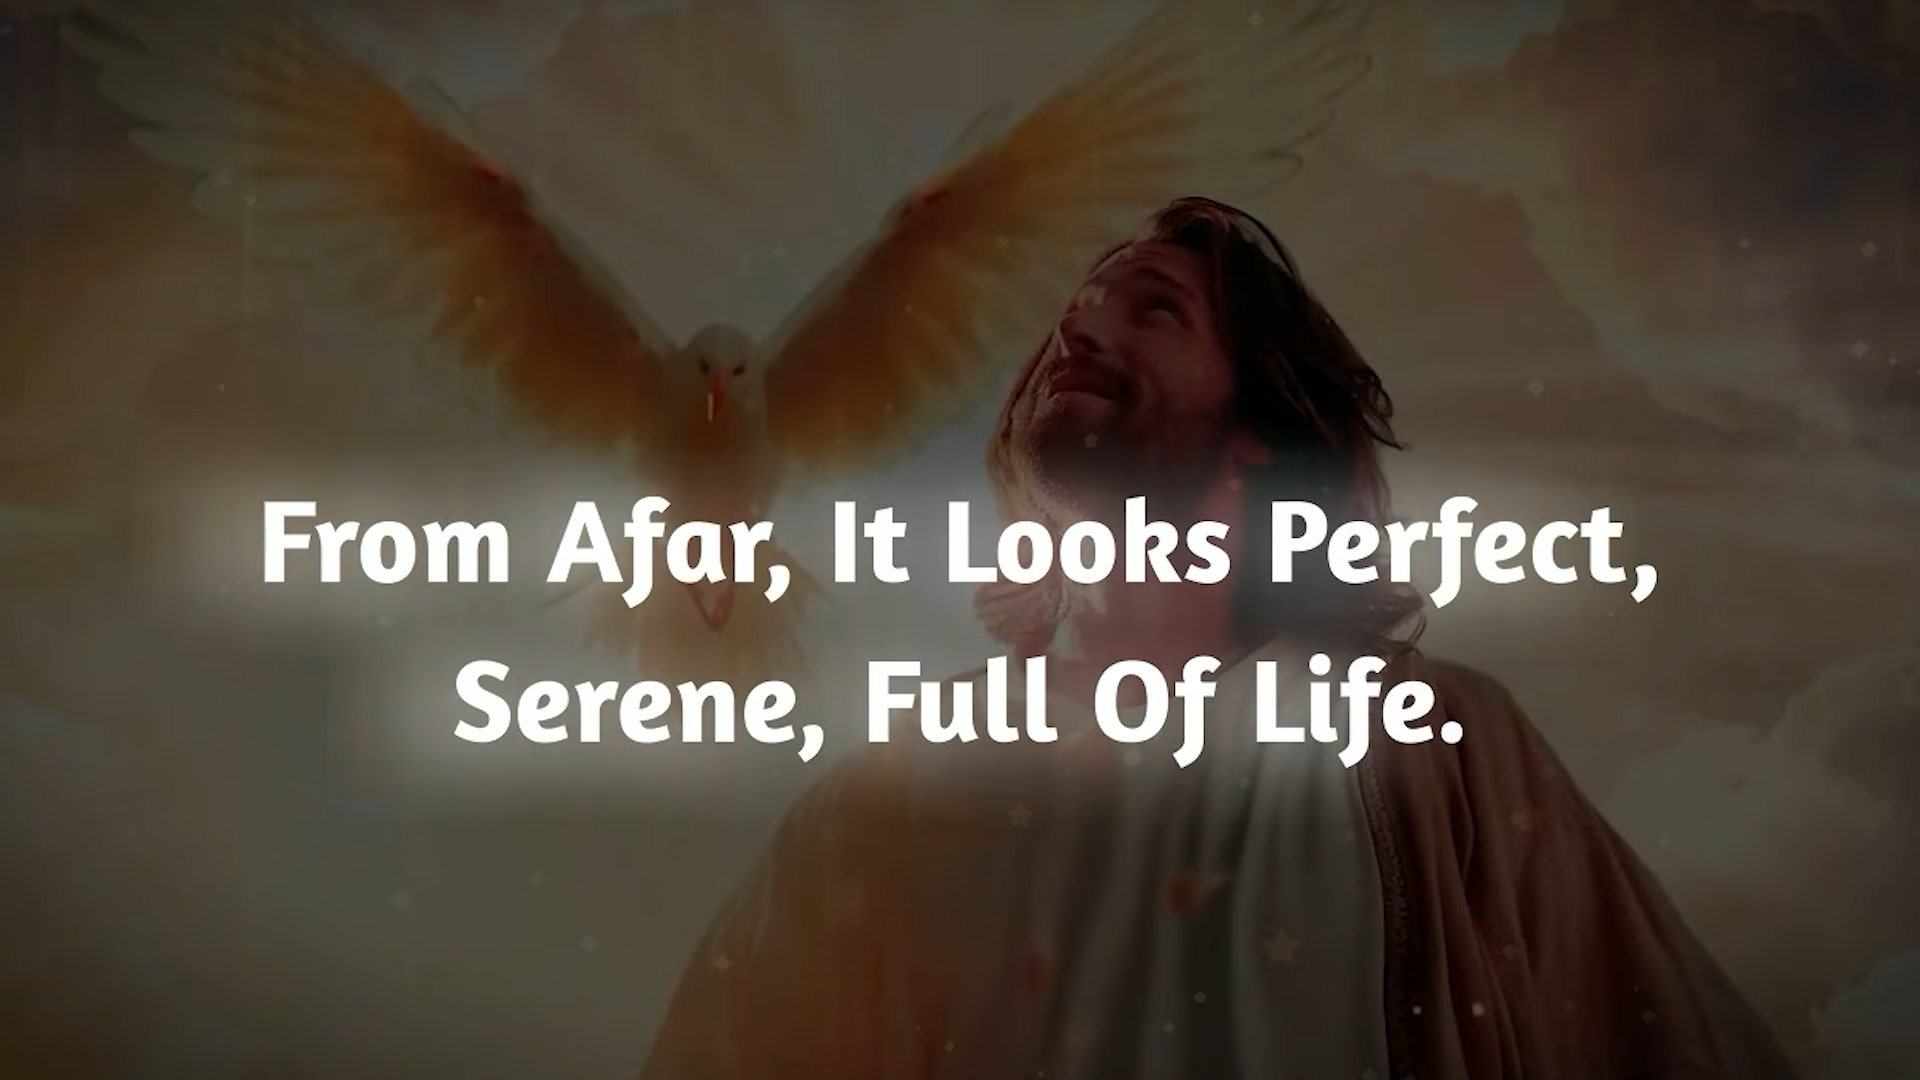 From Afar, It Looks Perfect,
Serene, Full Of Life.